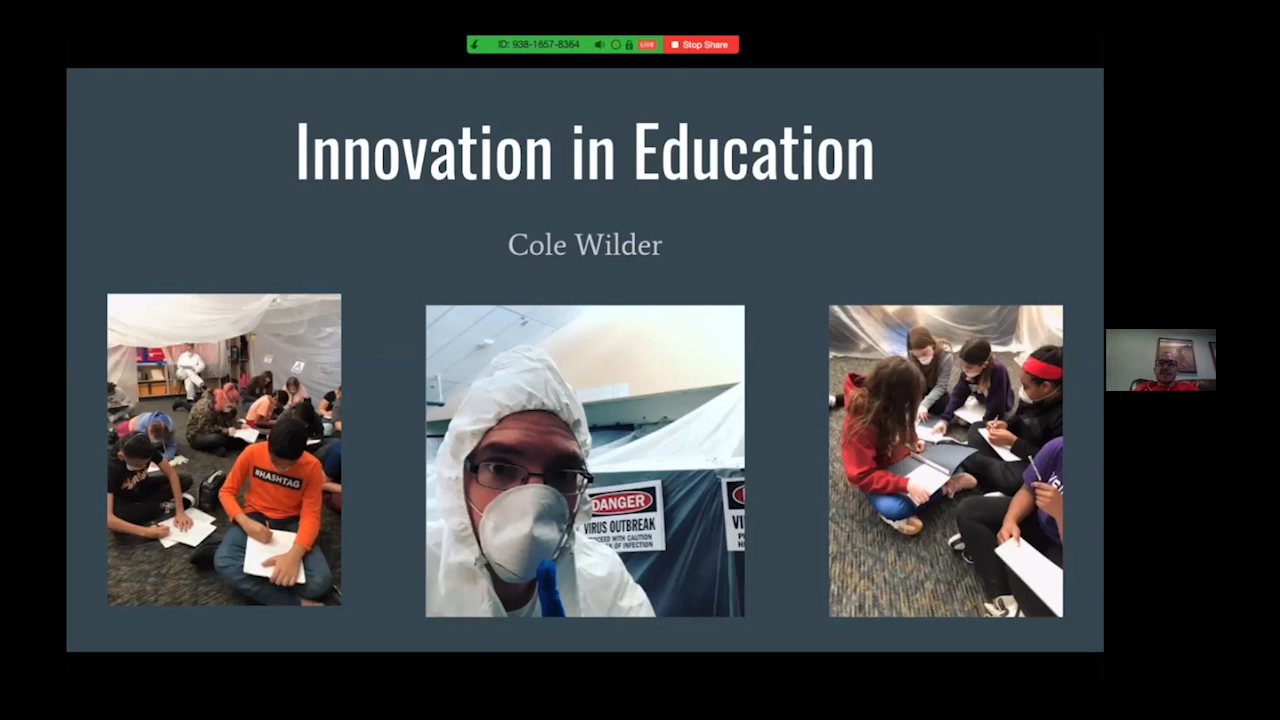 ID: 938-1657-8364 LIVE Stop Share
Innovation in Education
Cole Wilder
#HASHTAG
DANGER
VIRUS OUTBREAK
PROCEED WITH CAUTION
OF INFECTION
VI